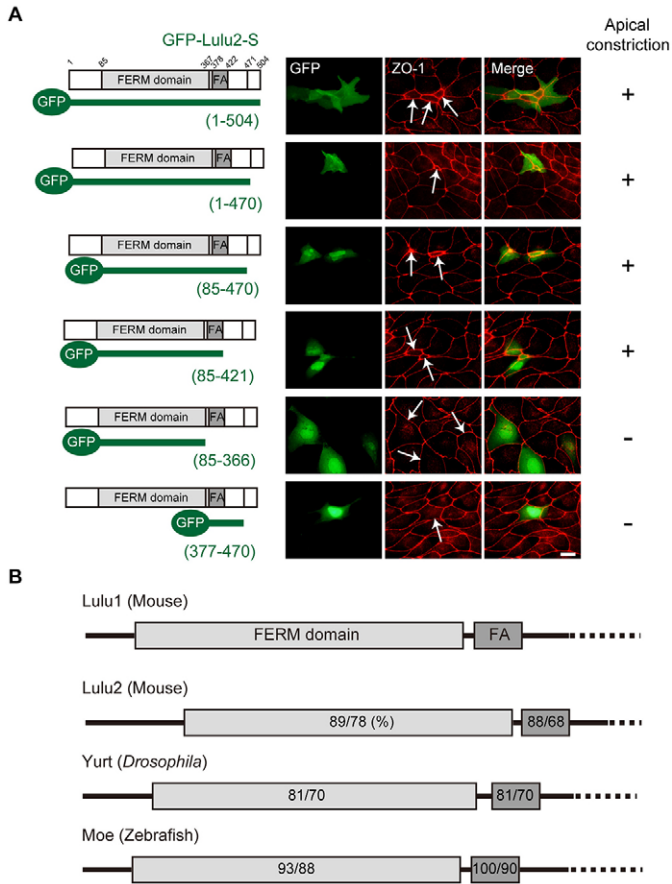 A
GFP-Lulu2-S
Apical constriction
1 85 367 378 422 471 504
FERM domain FA
GFP
(1-504)
GFP ZO-1 Merge
+
FERM domain FA
GFP
(1-470)
+
FERM domain FA
GFP
(85-470)
+
FERM domain FA
GFP
(85-421)
+
FERM domain FA
GFP
(85-366)
-
FERM domain FA
GFP
(377-470)
-
B
Lulu1 (Mouse)
FERM domain FA
Lulu2 (Mouse)
89/78 (%) 88/68
Yurt (Drosophila)
81/70 81/70
Moe (Zebrafish)
93/88 100/90